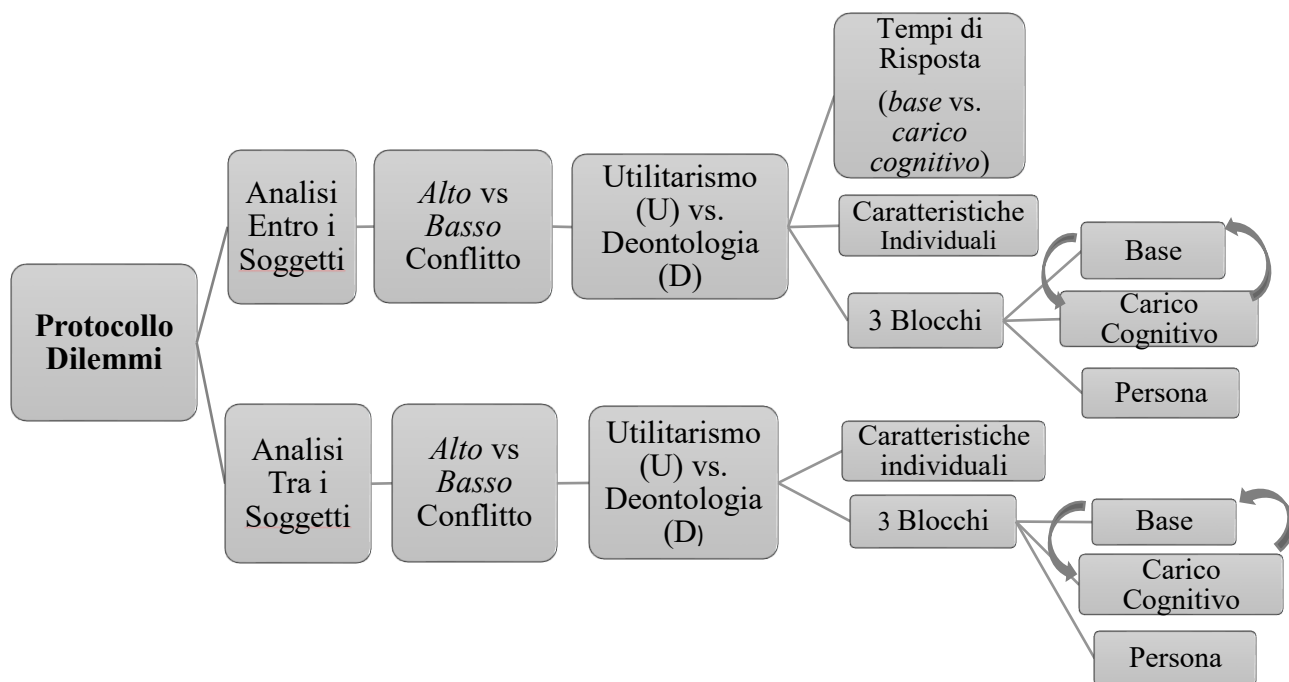 Protocollo
Dilemmi
Analisi
Entro i
Soggetti
Alto vs
Basso
Conflitto
Utilitarismo
(U) vs.
Deontologia
(D)
Tempi di
Risposta
(base vs.
carico
cognitivo)
Caratteristiche
Individuali
3 Blocchi
Base
Carico
Cognitivo
Persona
Analisi
Tra i
Soggetti
Alto vs
Basso
Conflitto
Utilitarismo
(U) vs.
Deontologia
(D)
Caratteristiche
individuali
3 Blocchi
Base
Carico
Cognitivo
Persona